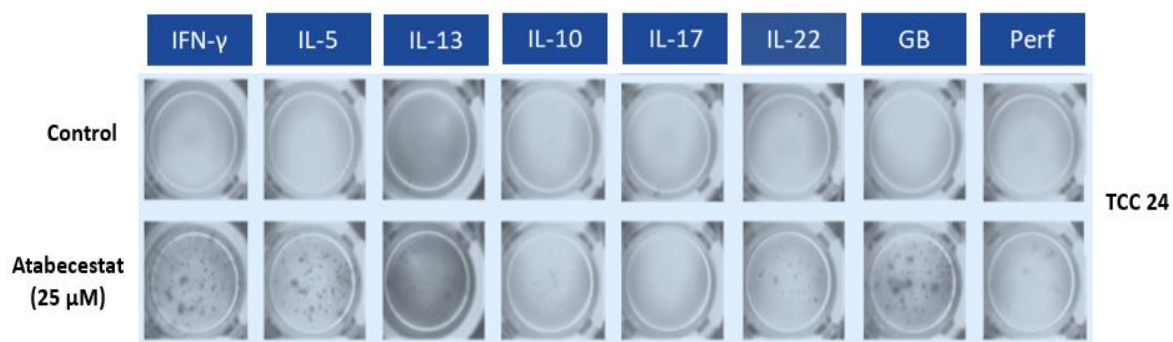 IFN-γ IL-5 IL-13 IL-10 IL-17 IL-22 GB Perf
Control
TCC 24
Atabecestat
(25 µM)